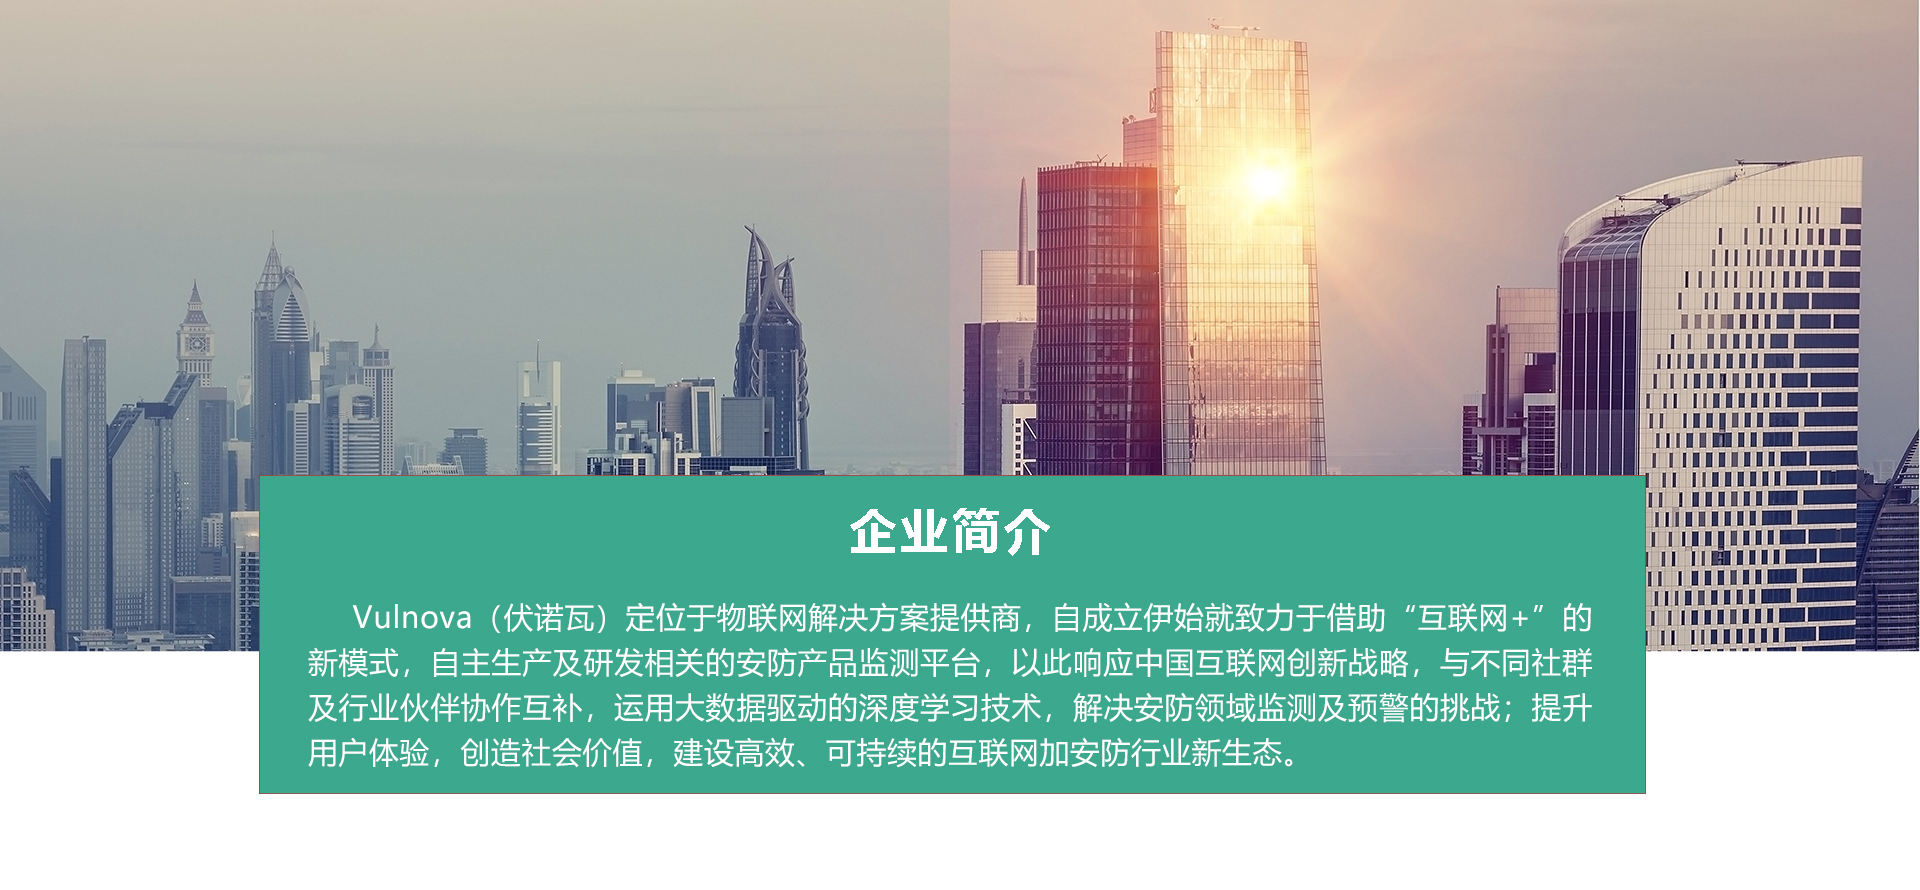 企业简介
Vulnova（伏诺瓦）定位于物联网解决方案提供商，自成立伊始就致力于借助“互联网+”的
新模式，自主生产及研发相关的安防产品监测平台，以此响应中国互联网创新战略，与不同社群
及行业伙伴协作互补，运用大数据驱动的深度学习技术，解决安防领域监测及预警的挑战；提升
用户体验，创造社会价值，建设高效、可持续的互联网加安防行业新生态。